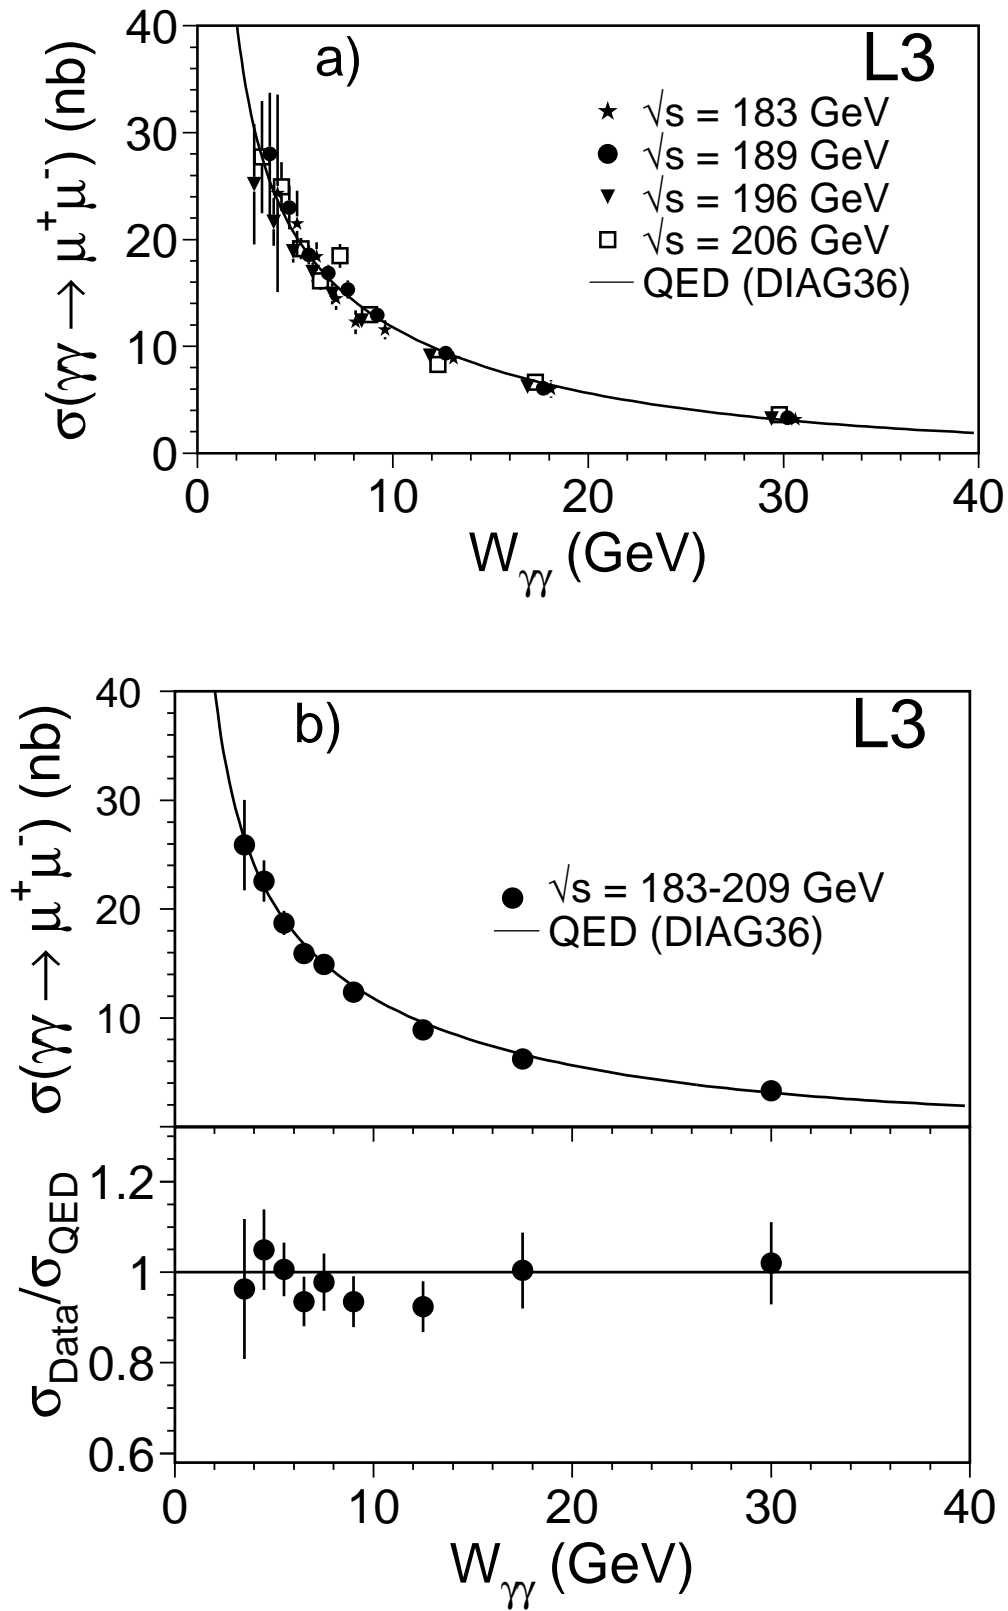 40
a)
L3
σ(γγ → μ⁺μ⁻) (nb)
30
20
10
0
★ √s = 183 GeV
● √s = 189 GeV
▼ √s = 196 GeV
□ √s = 206 GeV
— QED (DIAG36)
0 10 20 30 40
W_γγ (GeV)
40
b)
L3
σ(γγ → μ⁺μ⁻) (nb)
30
20
10
● √s = 183-209 GeV
— QED (DIAG36)
σ_Data/σ_QED
1.2
1
0.8
0.6
0 10 20 30 40
W_γγ (GeV)